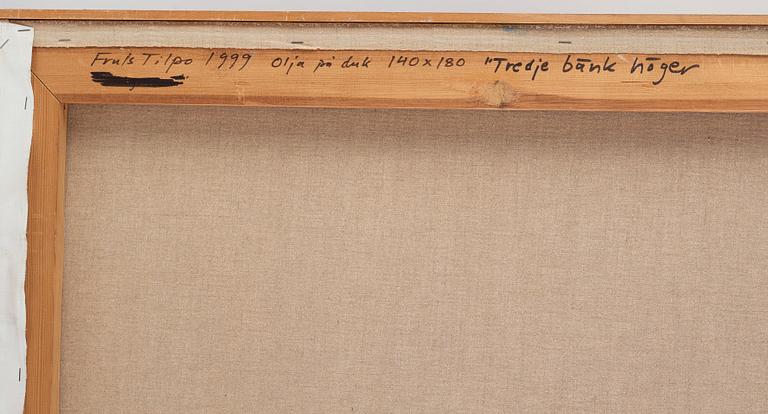 Fruls Tilpo 1999 Olja på duk 140x180 "Tredje bänk höger